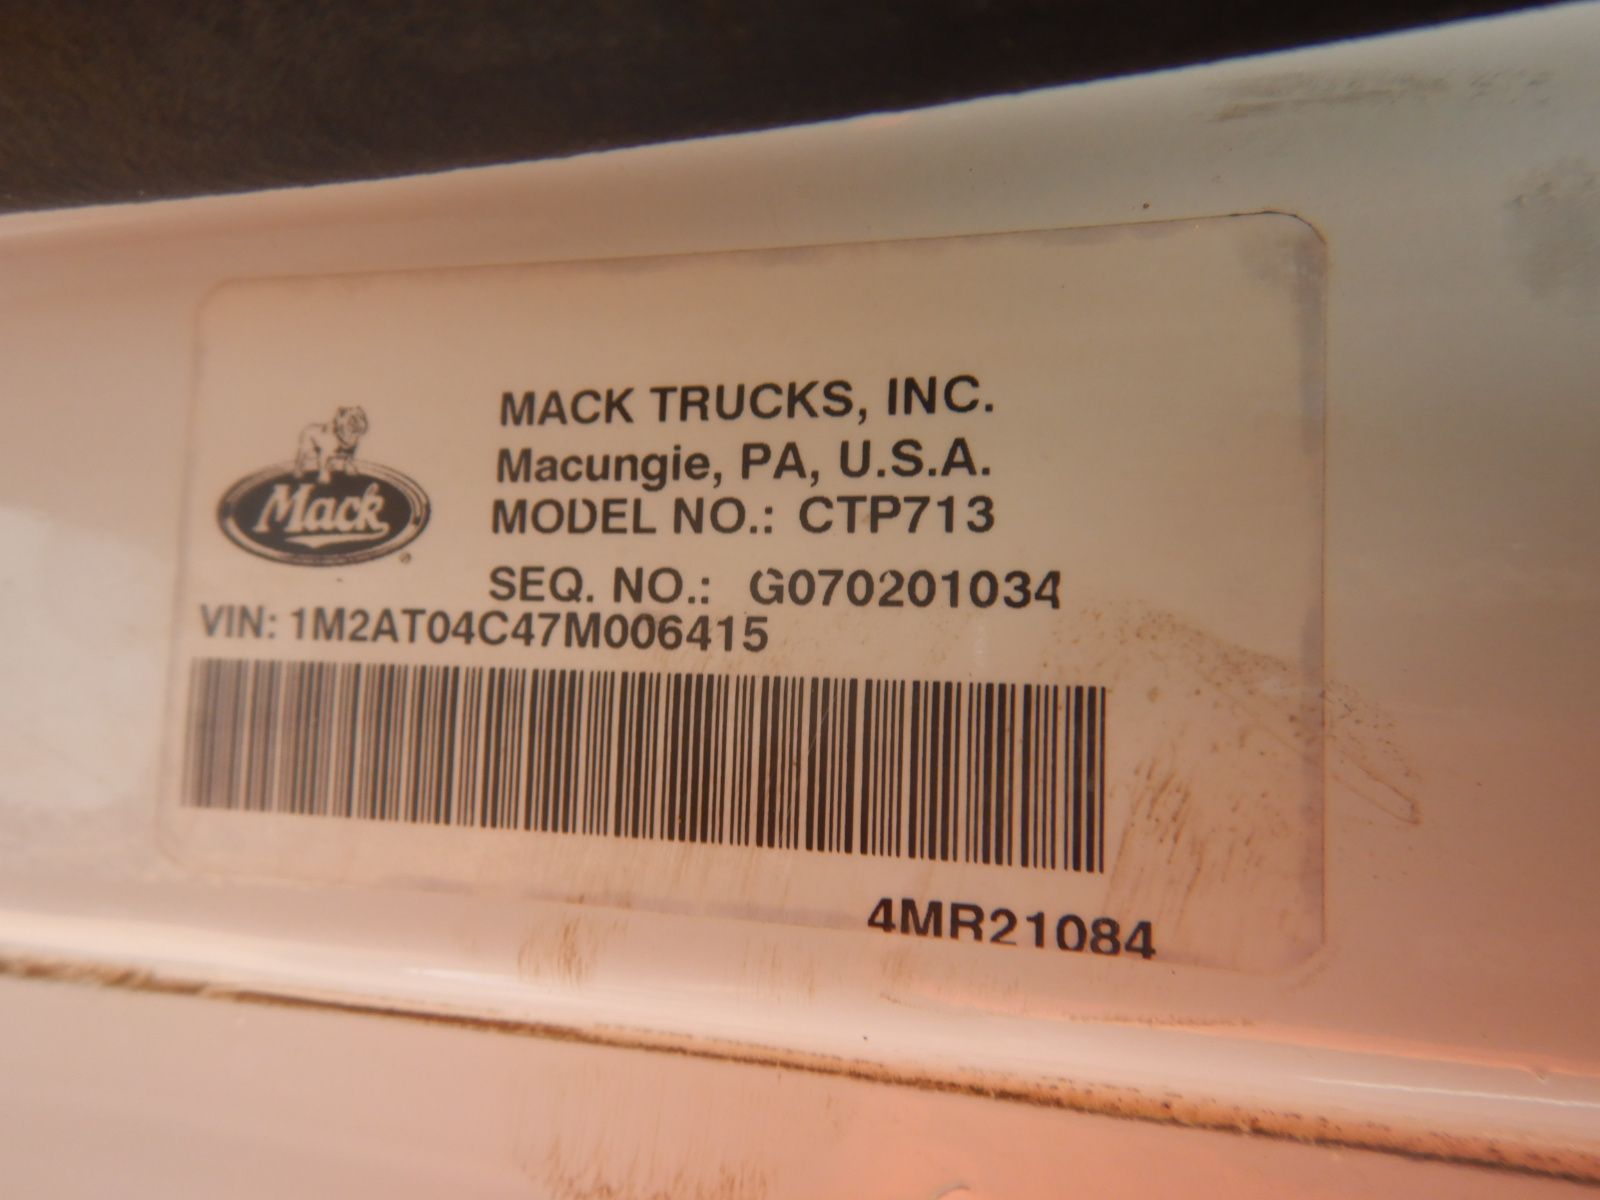 MACK TRUCKS, INC.
Macungie, PA, U.S.A.
MODEL NO.: CTP713
Mack
SEQ. NO.: G070201034
VIN: 1M2AT04C47M006415
4MR21084